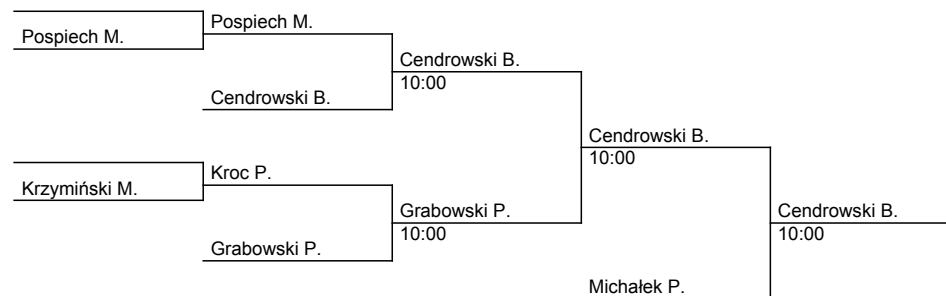 Pospiech M.
Pospiech M.
Cendrowski B.
10:00
Cendrowski B.
Cendrowski B.
10:00
Krzymiński M.
Kroc P.
Grabowski P.
10:00
Cendrowski B.
10:00
Grabowski P.
Michałek P.